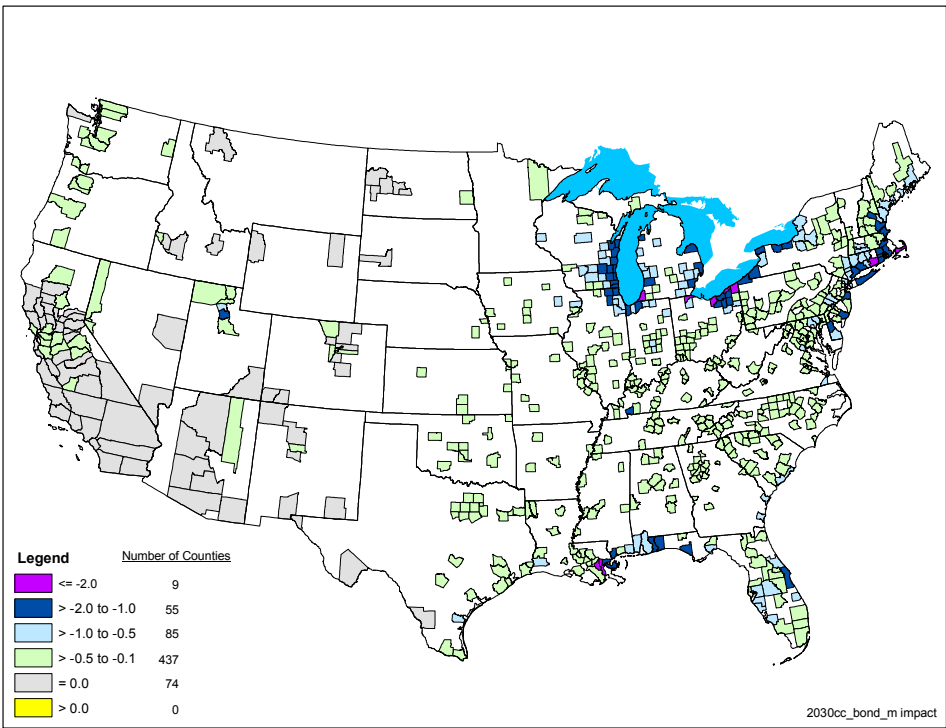 Legend Number of Counties
<= -2.0 9
> -2.0 to -1.0 55
> -1.0 to -0.5 85
> -0.5 to -0.1 437
= 0.0 74
> 0.0 0
2030cc_bond_m impact